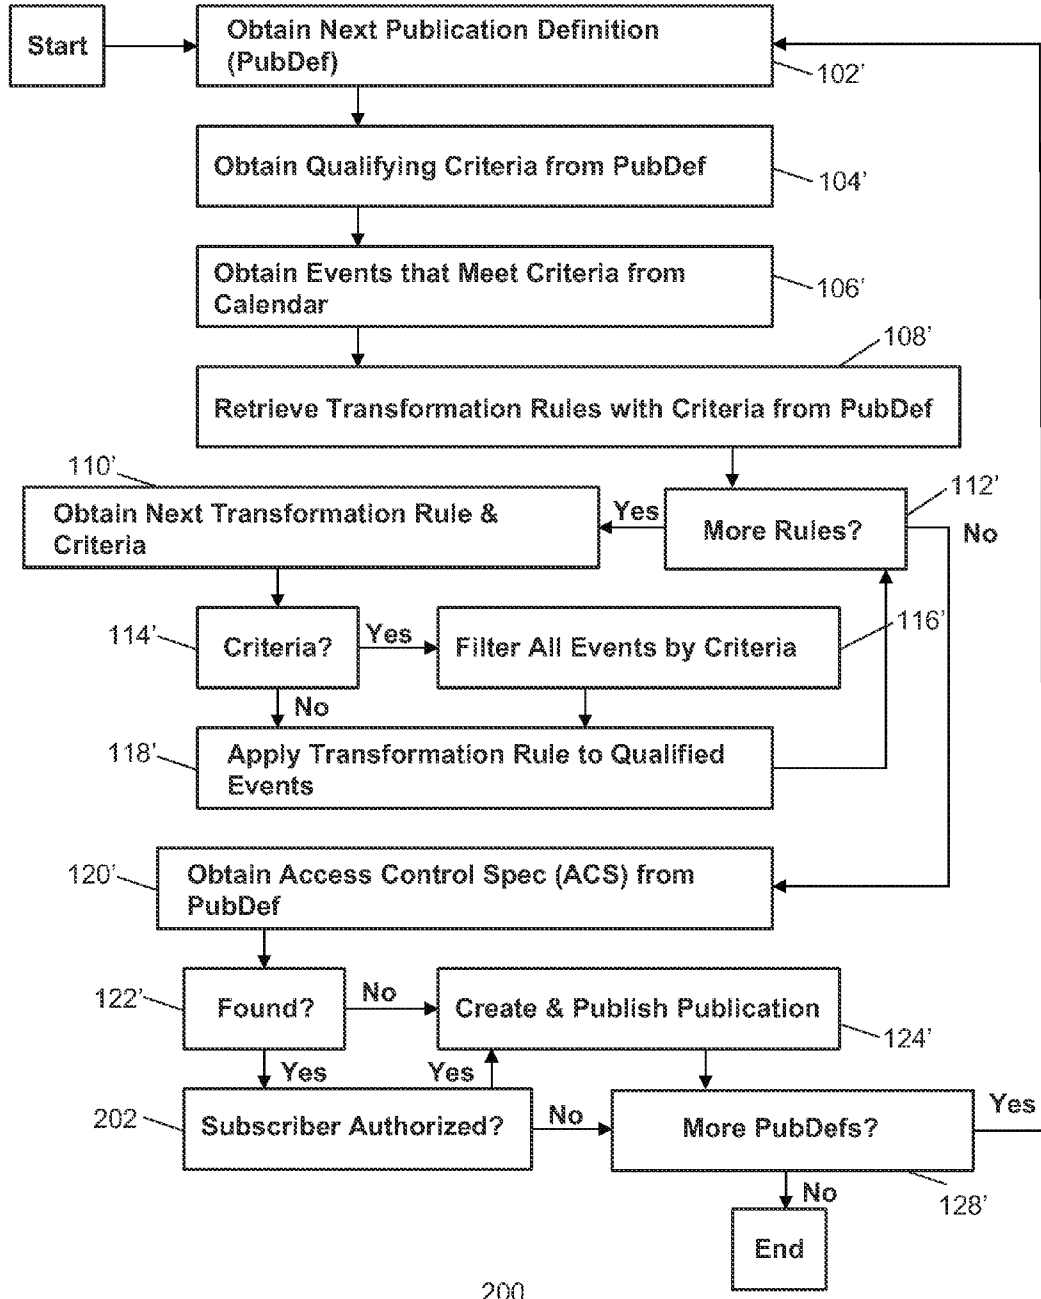 Start
Obtain Next Publication Definition
(PubDef)
102'
Obtain Qualifying Criteria from PubDef
104'
Obtain Events that Meet Criteria from
Calendar
106'
108'
Retrieve Transformation Rules with Criteria from PubDef
110'
Obtain Next Transformation Rule &
Criteria
Yes
More Rules?
112'
No
114'
Criteria?
Yes
Filter All Events by Criteria
116'
No
118'
Apply Transformation Rule to Qualified
Events
120'
Obtain Access Control Spec (ACS) from
PubDef
122'
Found?
No
Create & Publish Publication
124'
Yes
Yes
202
Subscriber Authorized?
No
More PubDefs?
Yes
128'
No
End
200